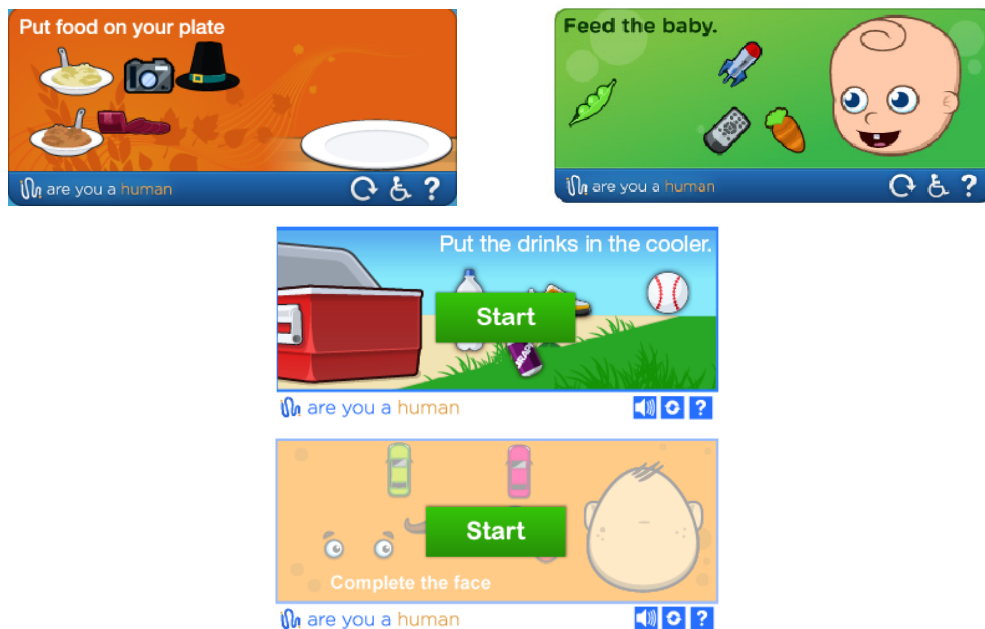 Put food on your plate
are you a human
?
Feed the baby.
are you a human
?
Put the drinks in the cooler.
Start
GRAPE
are you a human
?
Start
Complete the face
are you a human
?